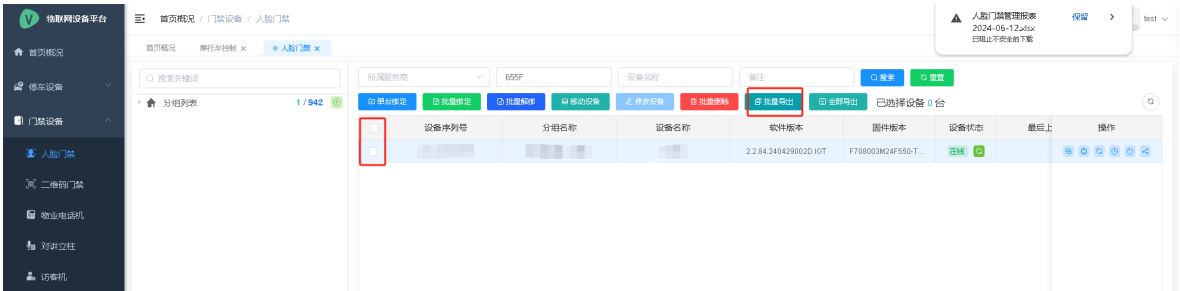 V 物联网设备平台
首页概况 / 门禁设备 / 人脸门禁
人脸门禁管理报表
2024-06-12.xlsx
已阻止不安全的下载
保留
test
首页概况
摩托车控制 ×
人脸门禁 ×
首页概况
停车设备
门禁设备
人脸门禁
二维码门禁
物业电话机
对讲立柱
访客机
搜索关键词
分组列表 1 / 942
所属服务商
655F
设备名称
备注
搜索
重置
单台绑定
批量绑定
批量解绑
移动设备
修改设备
批量删除
批量导出
全部导出
已选择设备 0 台
设备序列号 分组名称 设备名称 软件版本 固件版本 设备状态 最后上 操作
2.2.84.240429002D.IOT F708003M24F550-T... 在线